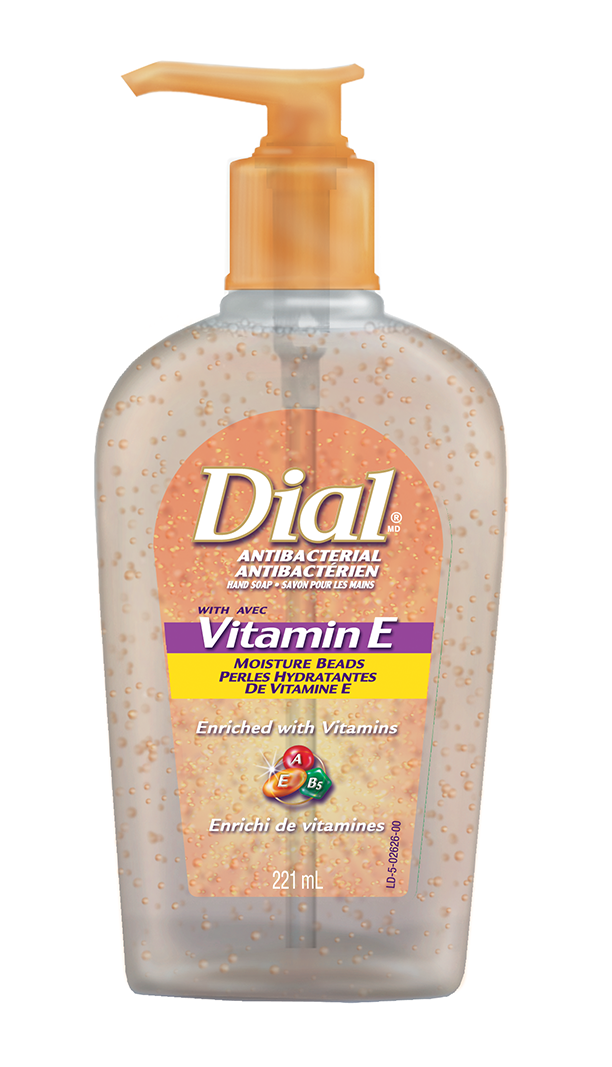 Dial®
MD
ANTIBACTERIAL
ANTIBACTÉRIEN
HAND SOAP • SAVON POUR LES MAINS
WITH AVEC
Vitamin E
MOISTURE BEADS
PERLES HYDRATANTES
DE VITAMINE E
Enriched with Vitamins
A
E B5
Enrichi de vitamines
221 mL
LD-5-02626-00